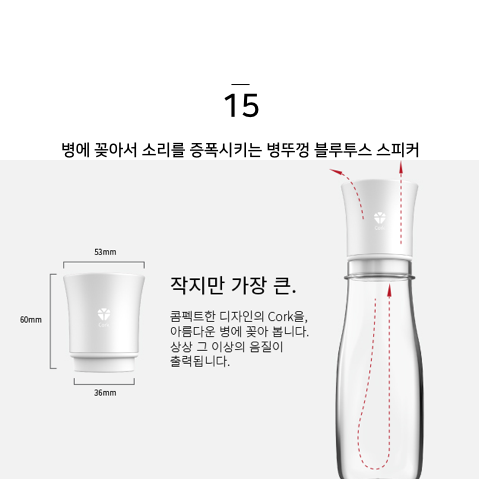 15
병에 꽂아서 소리를 증폭시키는 병뚜껑 블루투스 스피커
53mm
60mm
36mm
작지만 가장 큰.
콤펙트한 디자인의 Cork을,
아름다운 병에 꽂아 봅니다.
상상 그 이상의 음질이
출력됩니다.